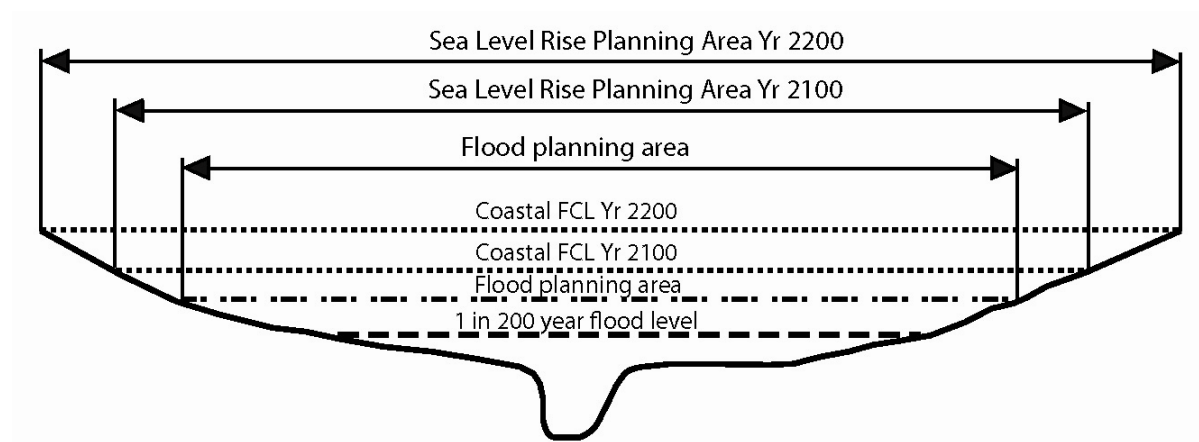 Sea Level Rise Planning Area Yr 2200
Sea Level Rise Planning Area Yr 2100
Flood planning area
Coastal FCL Yr 2200
Coastal FCL Yr 2100
Flood planning area
1 in 200 year flood level